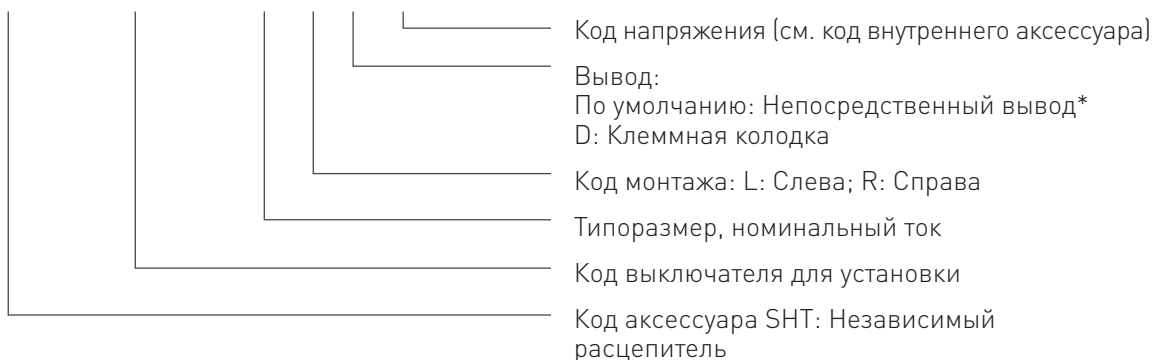 Код напряжения (см. код внутреннего аксессуара)
Вывод:
По умолчанию: Непосредственный вывод*
D: Клеммная колодка
Код монтажа: L: Слева; R: Справа
Типоразмер, номинальный ток
Код выключателя для установки
Код аксессуара SHT: Независимый
расцепитель